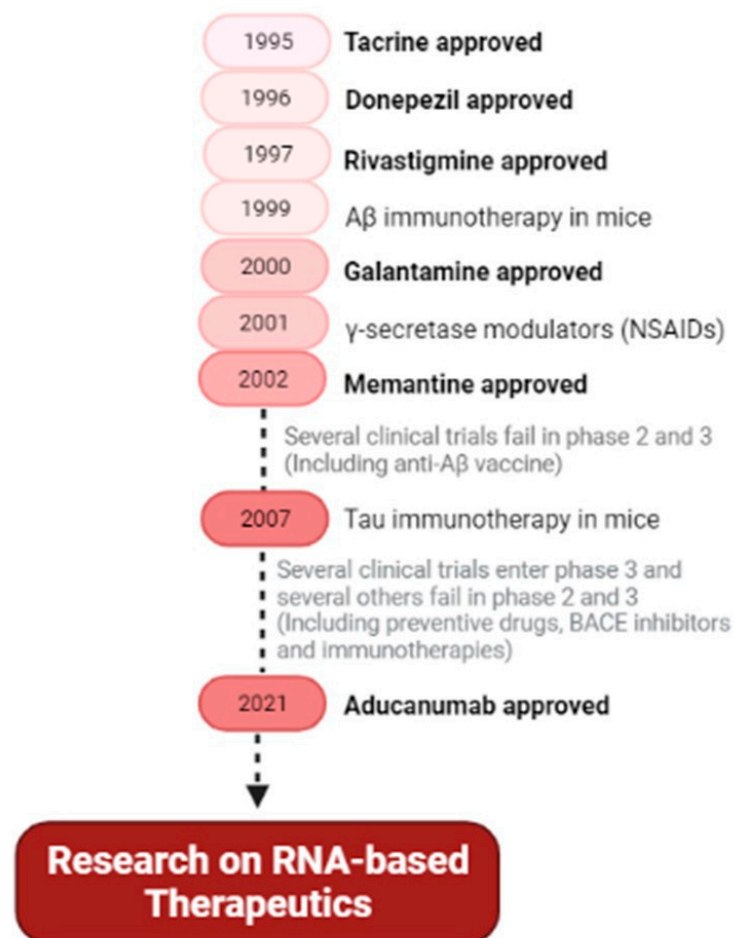 1995 Tacrine approved
1996 Donepezil approved
1997 Rivastigmine approved
1999 Aβ immunotherapy in mice
2000 Galantamine approved
2001 γ-secretase modulators (NSAIDs)
2002 Memantine approved
Several clinical trials fail in phase 2 and 3
(Including anti-Aβ vaccine)
2007 Tau immunotherapy in mice
Several clinical trials enter phase 3 and
several others fail in phase 2 and 3
(Including preventive drugs, BACE inhibitors
and immunotherapies)
2021 Aducanumab approved
Research on RNA-based
Therapeutics